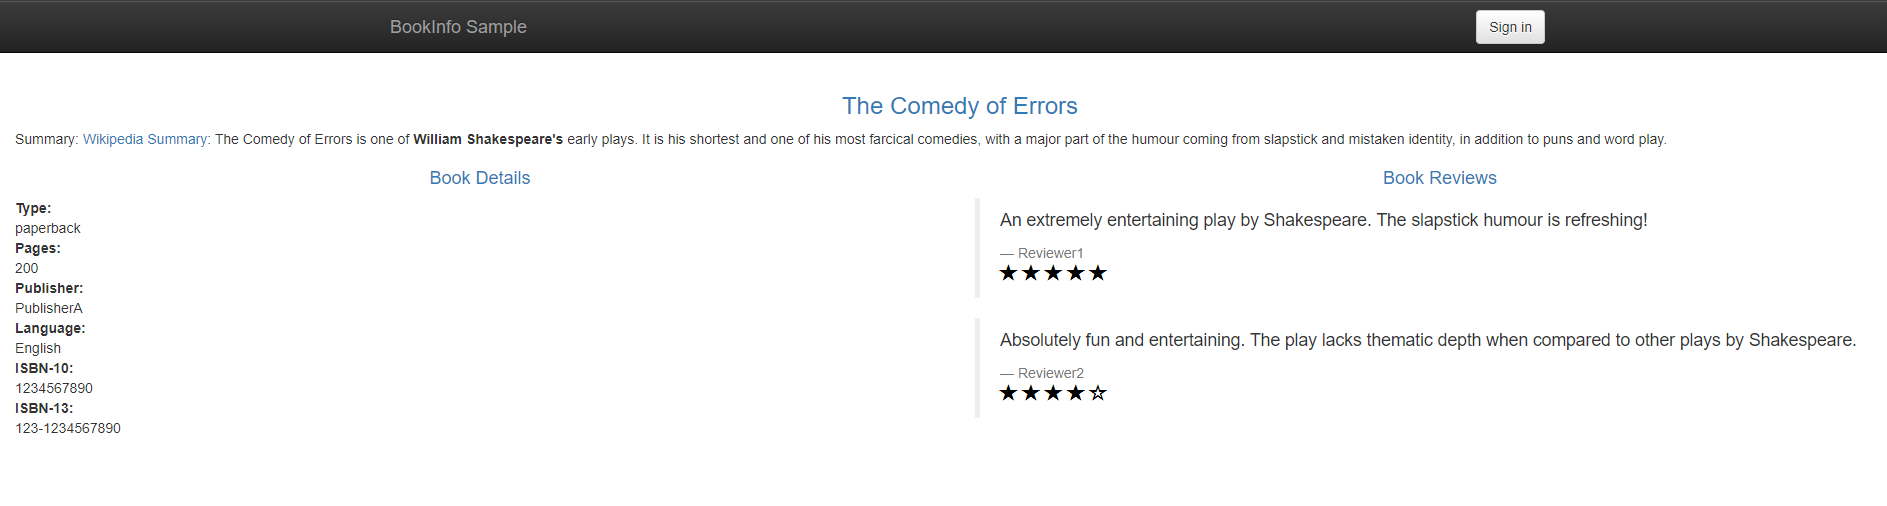 BookInfo Sample
Sign in
The Comedy of Errors
Summary: Wikipedia Summary: The Comedy of Errors is one of William Shakespeare's early plays. It is his shortest and one of his most farcical comedies, with a major part of the humour coming from slapstick and mistaken identity, in addition to puns and word play.
Book Details
Type:
paperback
Pages:
200
Publisher:
PublisherA
Language:
English
ISBN-10:
1234567890
ISBN-13:
123-1234567890
Book Reviews
An extremely entertaining play by Shakespeare. The slapstick humour is refreshing!
— Reviewer1
★★★★★
Absolutely fun and entertaining. The play lacks thematic depth when compared to other plays by Shakespeare.
— Reviewer2
★★★★☆